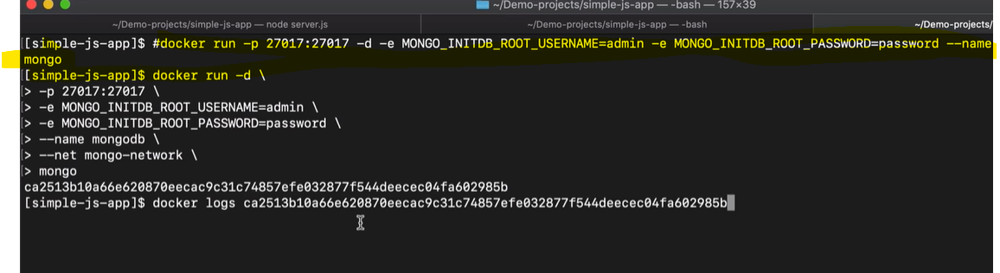 ~/Demo-projects/simple-js-app — -bash — 157×39
~/Demo-projects/simple-js-app — node server.js ~/Demo-projects/simple-js-app — -bash ~/Demo-projects/
[[simple-js-app]$ #docker run -p 27017:27017 -d -e MONGO_INITDB_ROOT_USERNAME=admin -e MONGO_INITDB_ROOT_PASSWORD=password --name
mongo
[[simple-js-app]$ docker run -d \
[> -p 27017:27017 \
[> -e MONGO_INITDB_ROOT_USERNAME=admin \
[> -e MONGO_INITDB_ROOT_PASSWORD=password \
[> --name mongodb \
[> --net mongo-network \
[> mongo
ca2513b10a66e620870eecac9c31c74857efe032877f544deecec04fa602985b
[simple-js-app]$ docker logs ca2513b10a66e620870eecac9c31c74857efe032877f544deecec04fa602985b